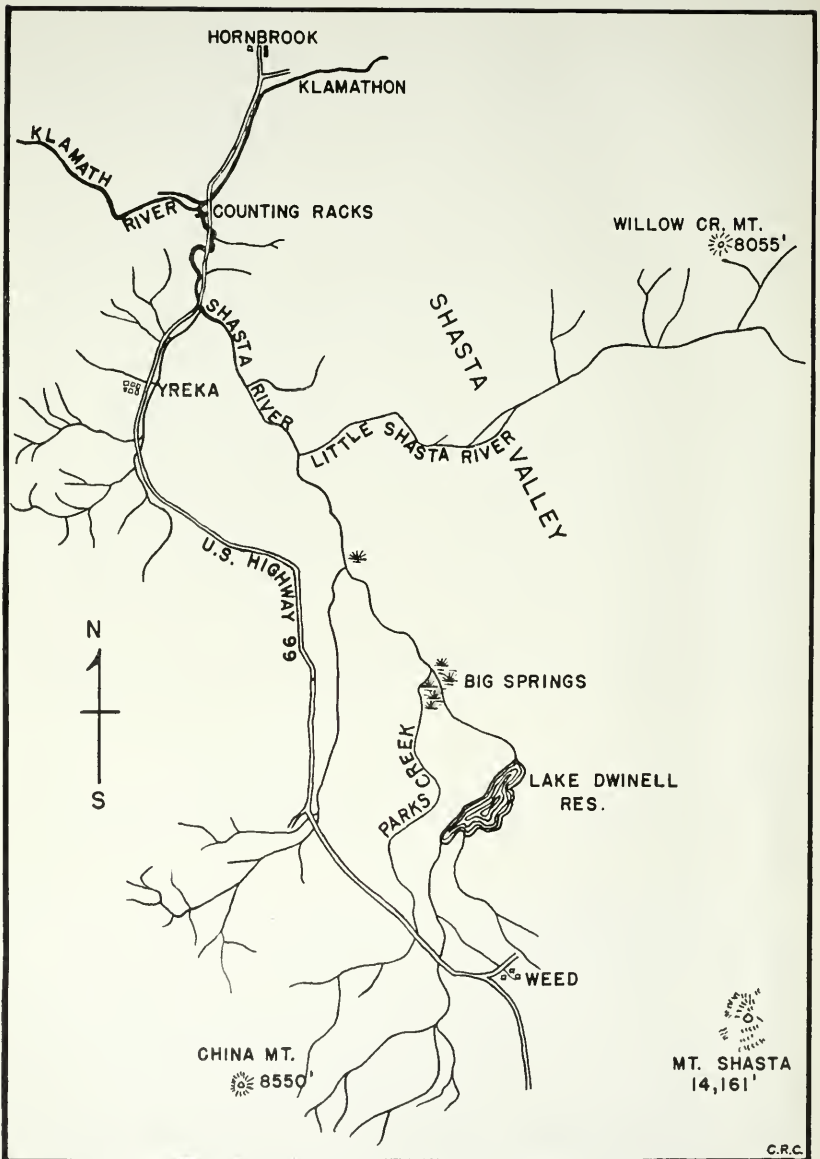 HORNBROOK
KLAMATHON
KLAMATH
RIVER
COUNTING RACKS
WILLOW CR. MT.
8055'
SHASTA
VALLEY
SHASTA
RIVER
YREKA
LITTLE SHASTA RIVER
U.S. HIGHWAY 99
N
S
BIG SPRINGS
PARKS CREEK
LAKE DWINELL
RES.
WEED
CHINA MT.
8550'
MT. SHASTA
14,161'
C.R.C.